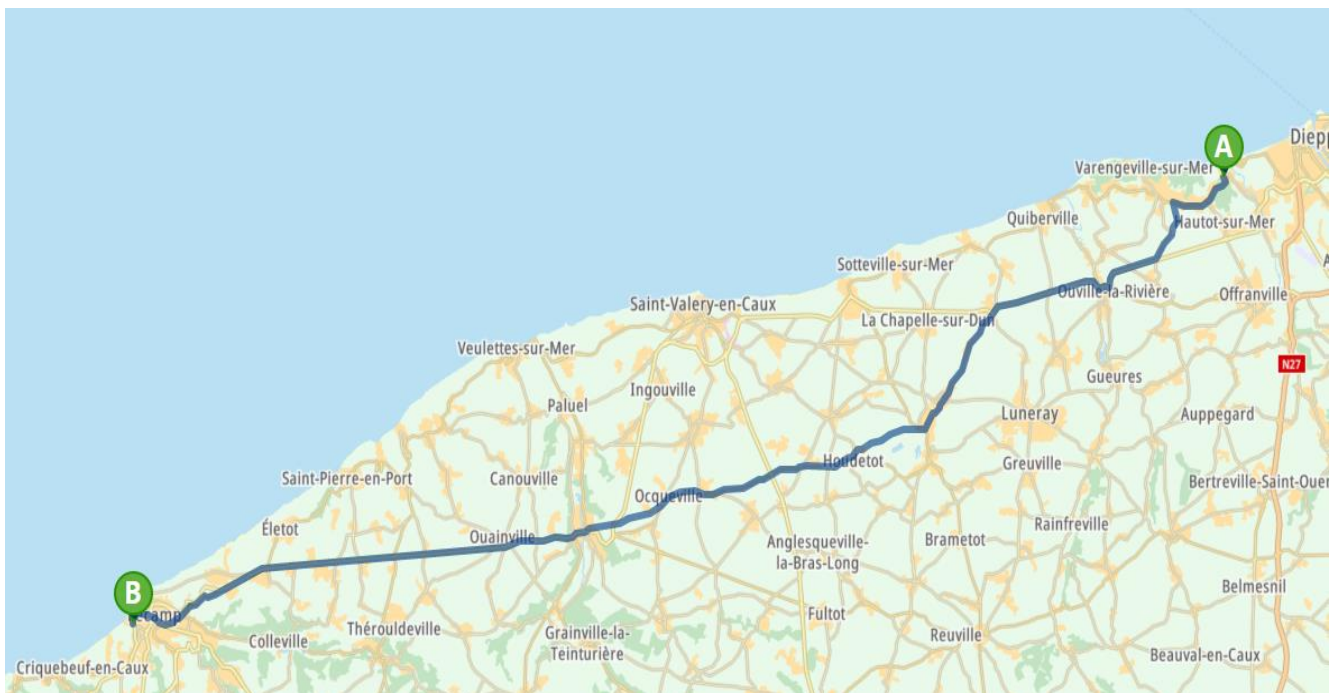 A
Diepp
Varengeville-sur-Mer
Hautot-sur-Mer
Quiberville
Sotteville-sur-Mer
Ouville-la-Rivière
Offranville
A
Saint-Valery-en-Caux
La Chapelle-sur-Dun
Veulettes-sur-Mer
N27
Gueures
Ingouville
Paluel
Luneray
Auppegard
Houdetot
Greuville
Saint-Pierre-en-Port
Canouville
Ocqueville
Bertreville-Saint-Ouen
Rainfreville
Életot
Ouainville
Anglesqueville-
la-Bras-Long
Brametot
Belmesnil
B
ecamp
Fultot
Thérouldeville
Colleville
Grainville-la-
Teinturière
Reuville
Beauval-en-Caux
Criquebeuf-en-Caux